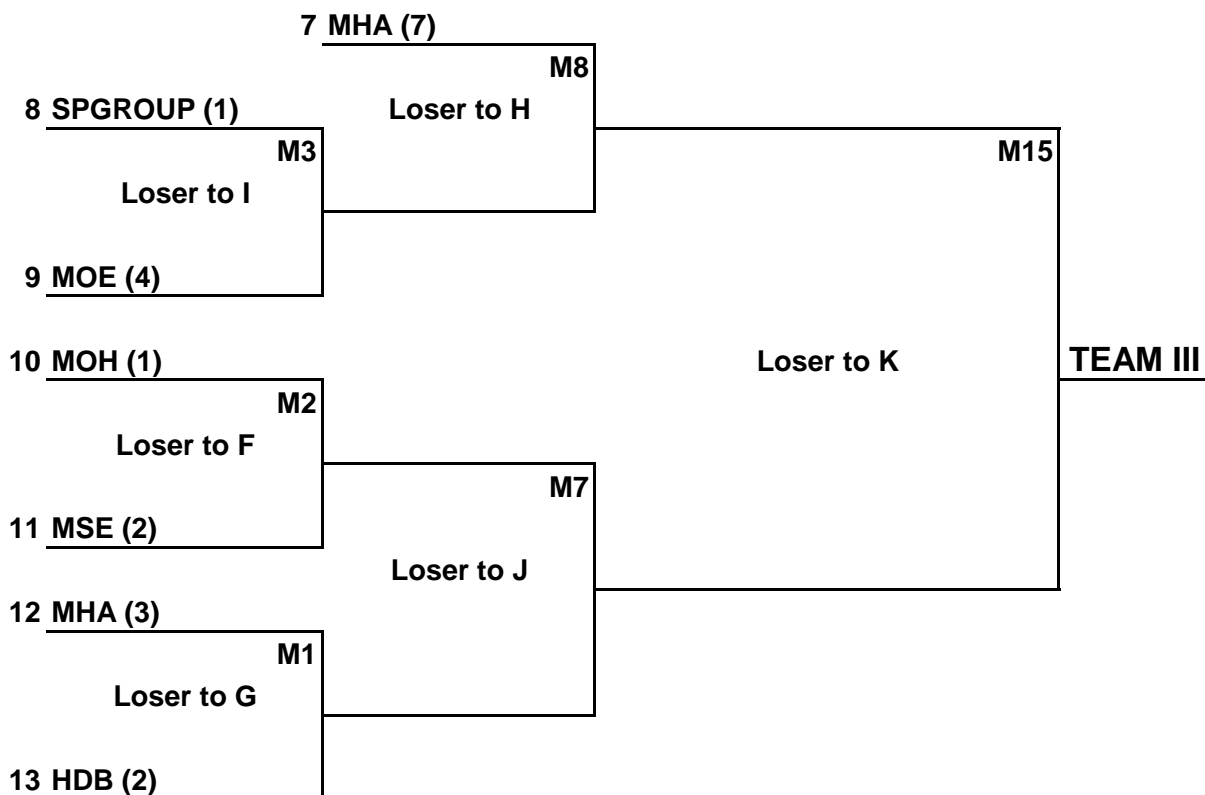 7 MHA (7)
M8
8 SPGROUP (1)
Loser to H
M3
M15
Loser to I
9 MOE (4)
10 MOH (1)
Loser to K
TEAM III
M2
Loser to F
M7
11 MSE (2)
Loser to J
12 MHA (3)
M1
Loser to G
13 HDB (2)